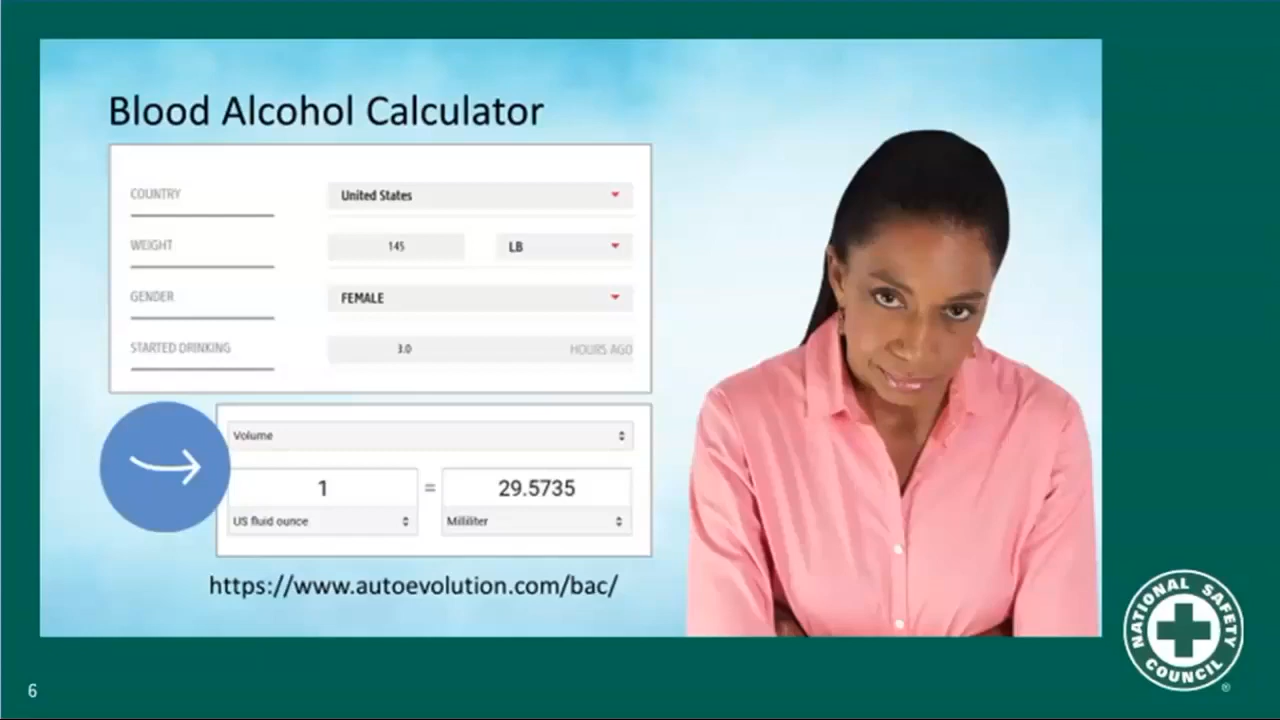 Blood Alcohol Calculator
COUNTRY
United States
WEIGHT
145
LB
GENDER
FEMALE
STARTED DRINKING
3.0
HOURS AGO
Volume
1
=
29.5735
US fluid ounce
Milliliter
https://www.autoevolution.com/bac/
NATIONAL SAFETY COUNCIL
®
6